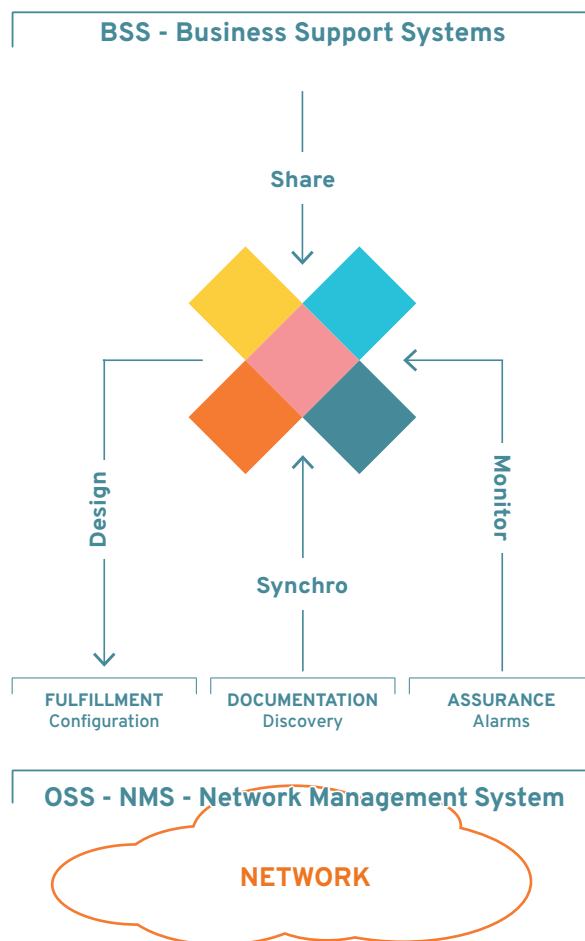 BSS - Business Support Systems
Share
Design
Monitor
Synchro
FULFILLMENT
Configuration
DOCUMENTATION
Discovery
ASSURANCE
Alarms
OSS - NMS - Network Management System
NETWORK